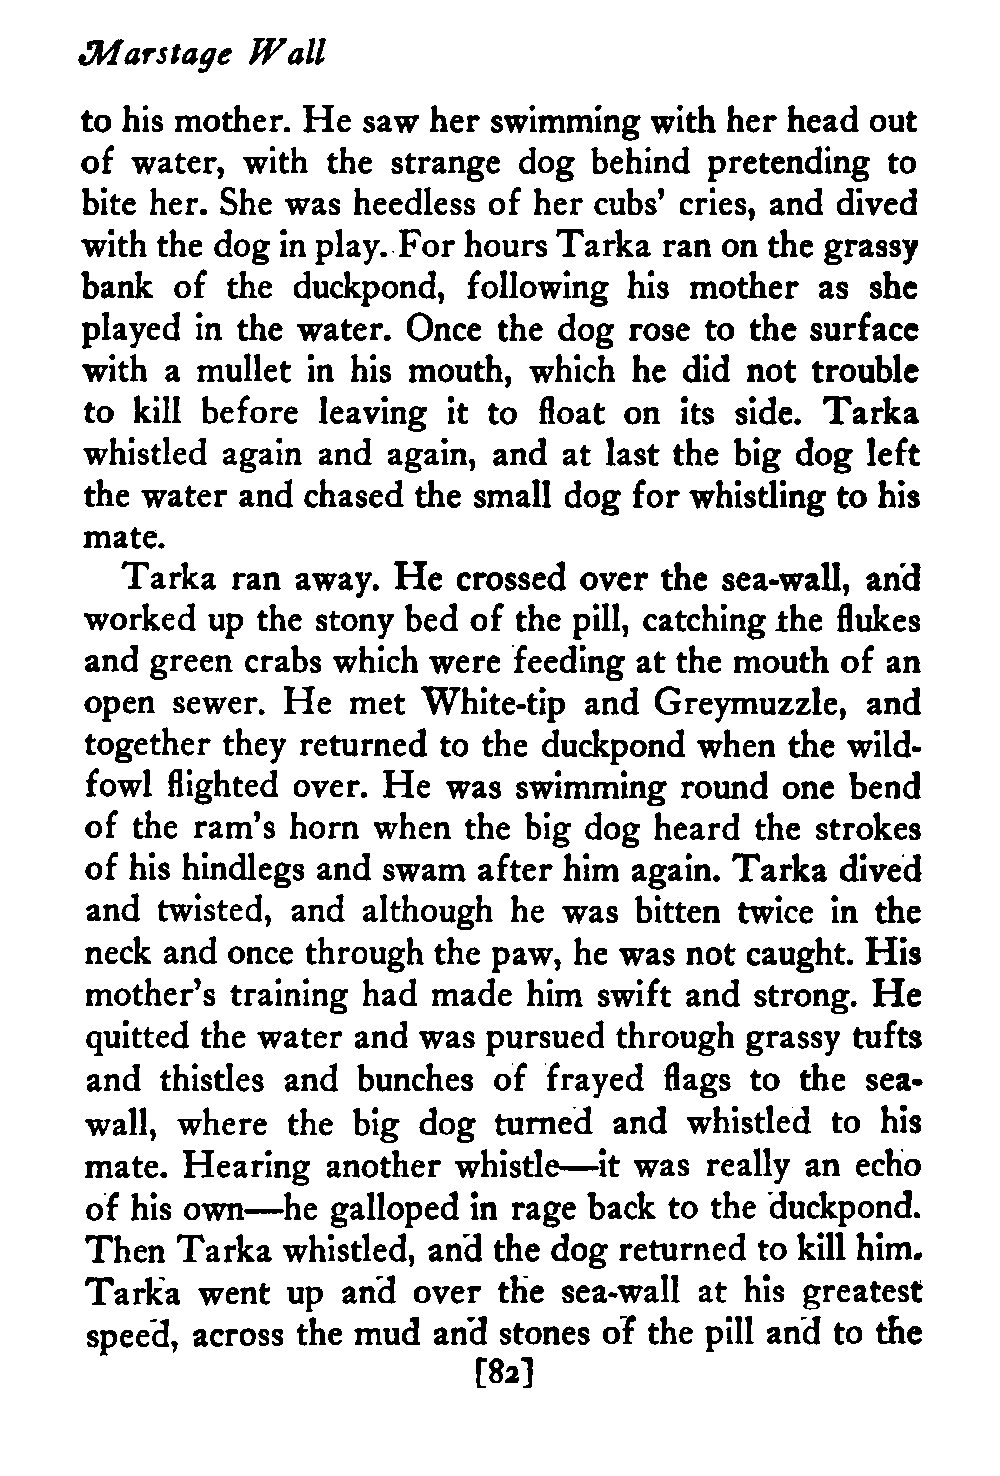 Marstage Wall
to his mother. He saw her swimming with her head out
of water, with the strange dog behind pretending to
bite her. She was heedless of her cubs' cries, and dived
with the dog in play. For hours Tarka ran on the grassy
bank of the duckpond, following his mother as she
played in the water. Once the dog rose to the surface
with a mullet in his mouth, which he did not trouble
to kill before leaving it to float on its side. Tarka
whistled again and again, and at last the big dog left
the water and chased the small dog for whistling to his
mate.
Tarka ran away. He crossed over the sea-wall, and
worked up the stony bed of the pill, catching the flukes
and green crabs which were feeding at the mouth of an
open sewer. He met White-tip and Greymuzzle, and
together they returned to the duckpond when the wild-
fowl flighted over. He was swimming round one bend
of the ram's horn when the big dog heard the strokes
of his hindlegs and swam after him again. Tarka dived
and twisted, and although he was bitten twice in the
neck and once through the paw, he was not caught. His
mother's training had made him swift and strong. He
quitted the water and was pursued through grassy tufts
and thistles and bunches of frayed flags to the sea-
wall, where the big dog turned and whistled to his
mate. Hearing another whistle—it was really an echo
of his own—he galloped in rage back to the duckpond.
Then Tarka whistled, and the dog returned to kill him.
Tarka went up and over the sea-wall at his greatest
speed, across the mud and stones of the pill and to the
[82]